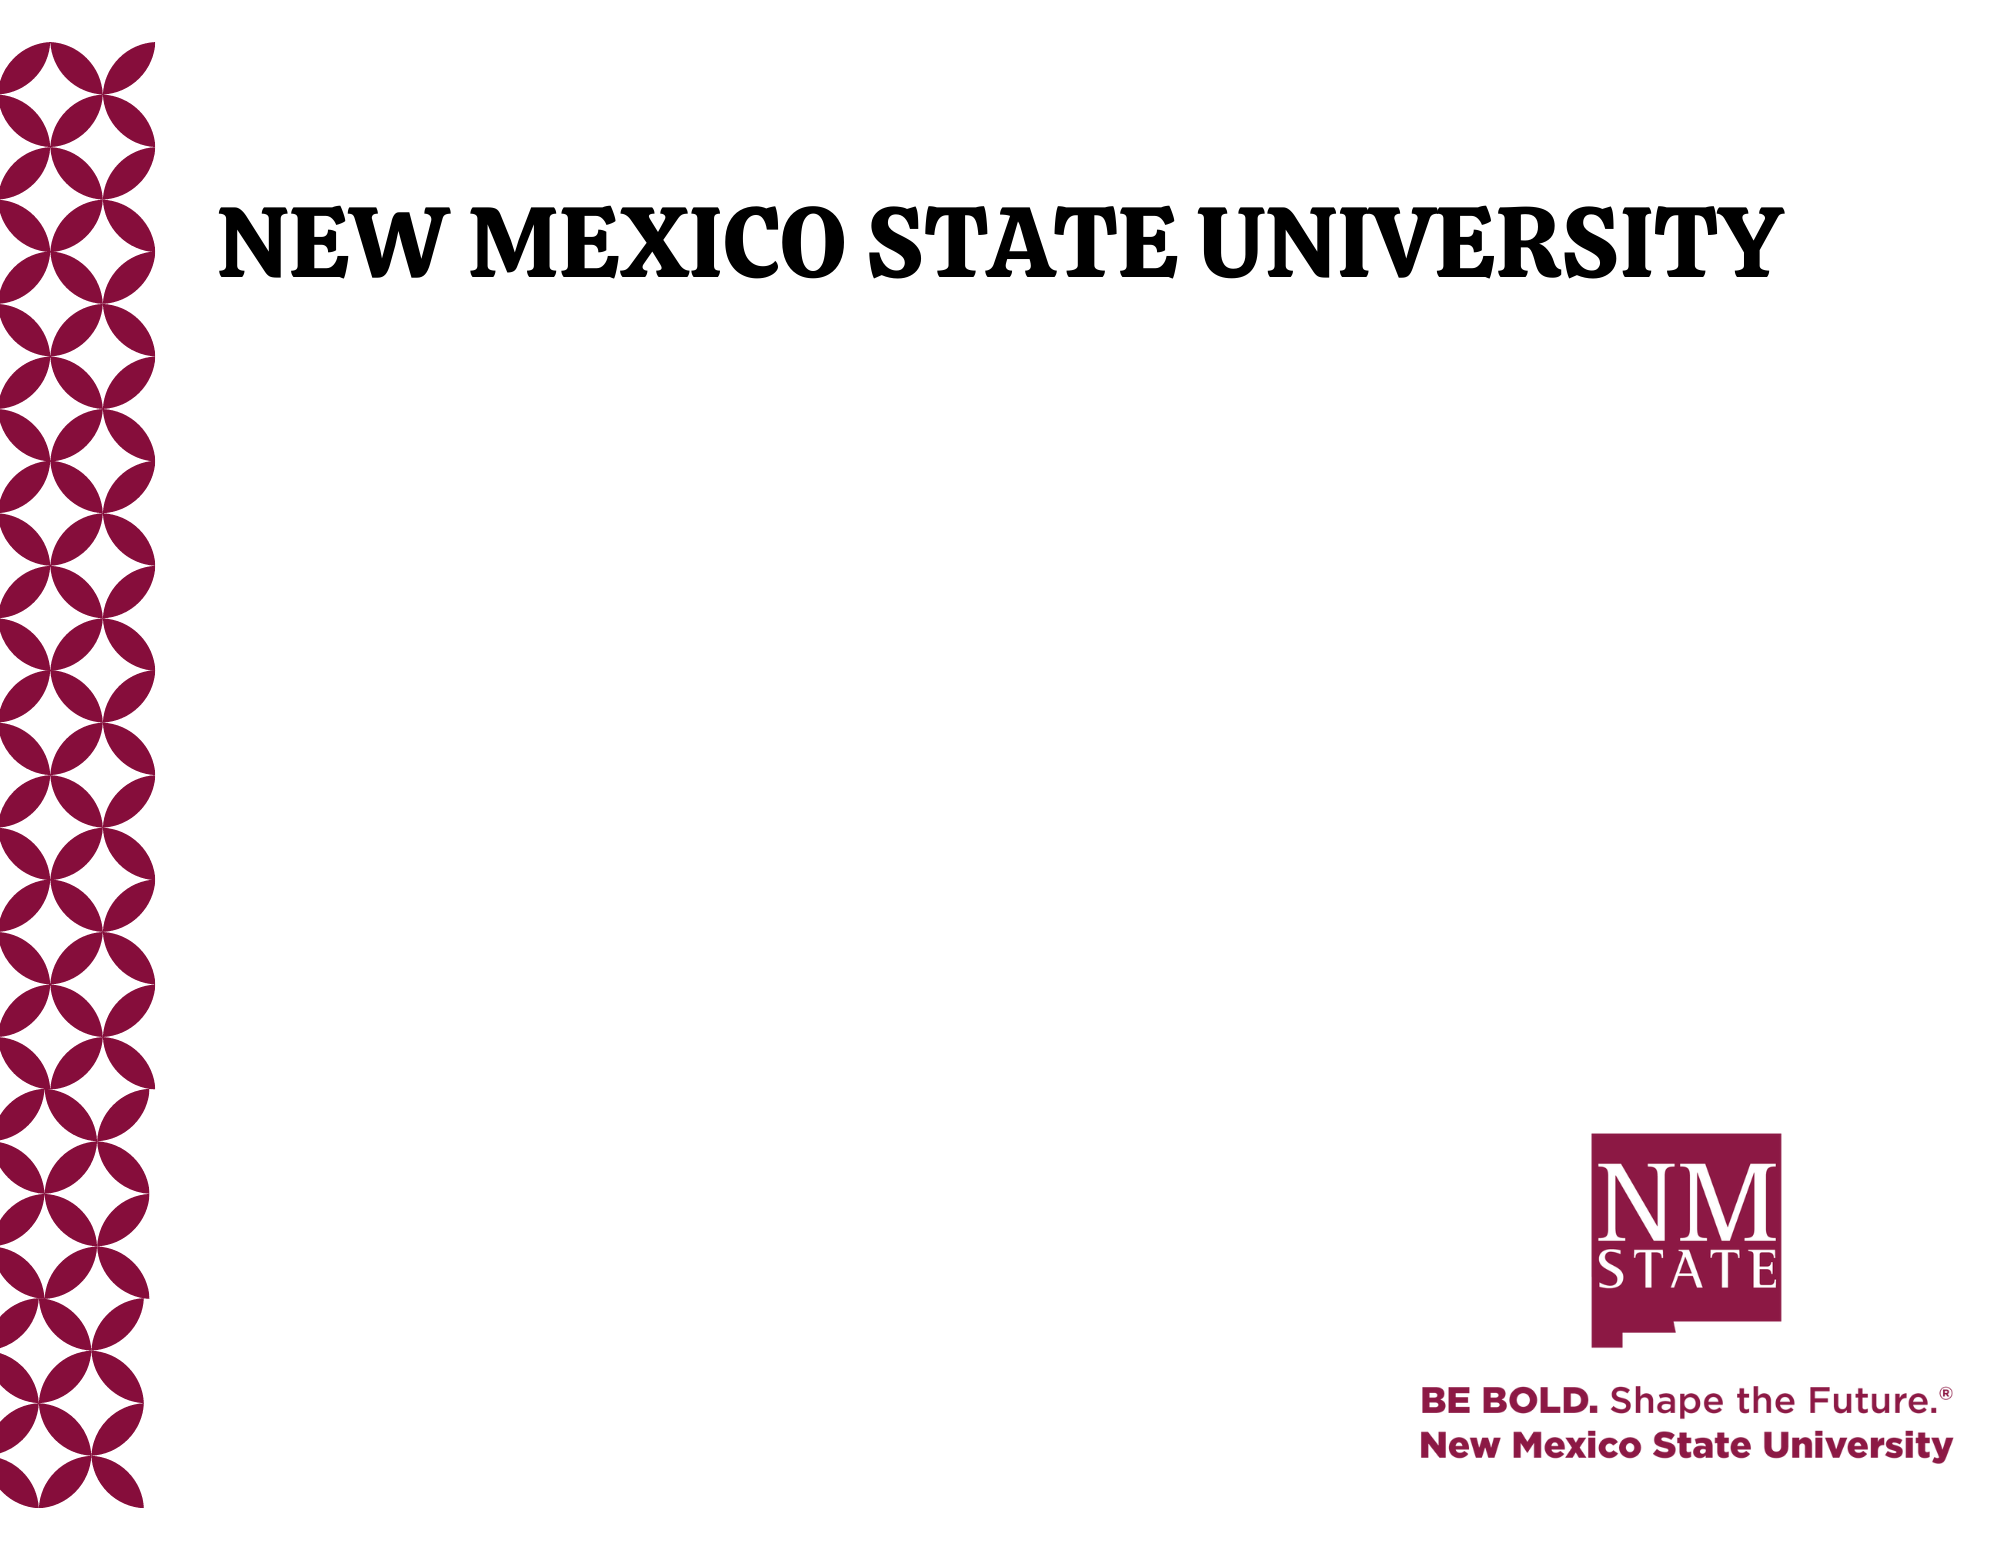 NEW MEXICO STATE UNIVERSITY
NM
STATE
BE BOLD. Shape the Future.®
New Mexico State University